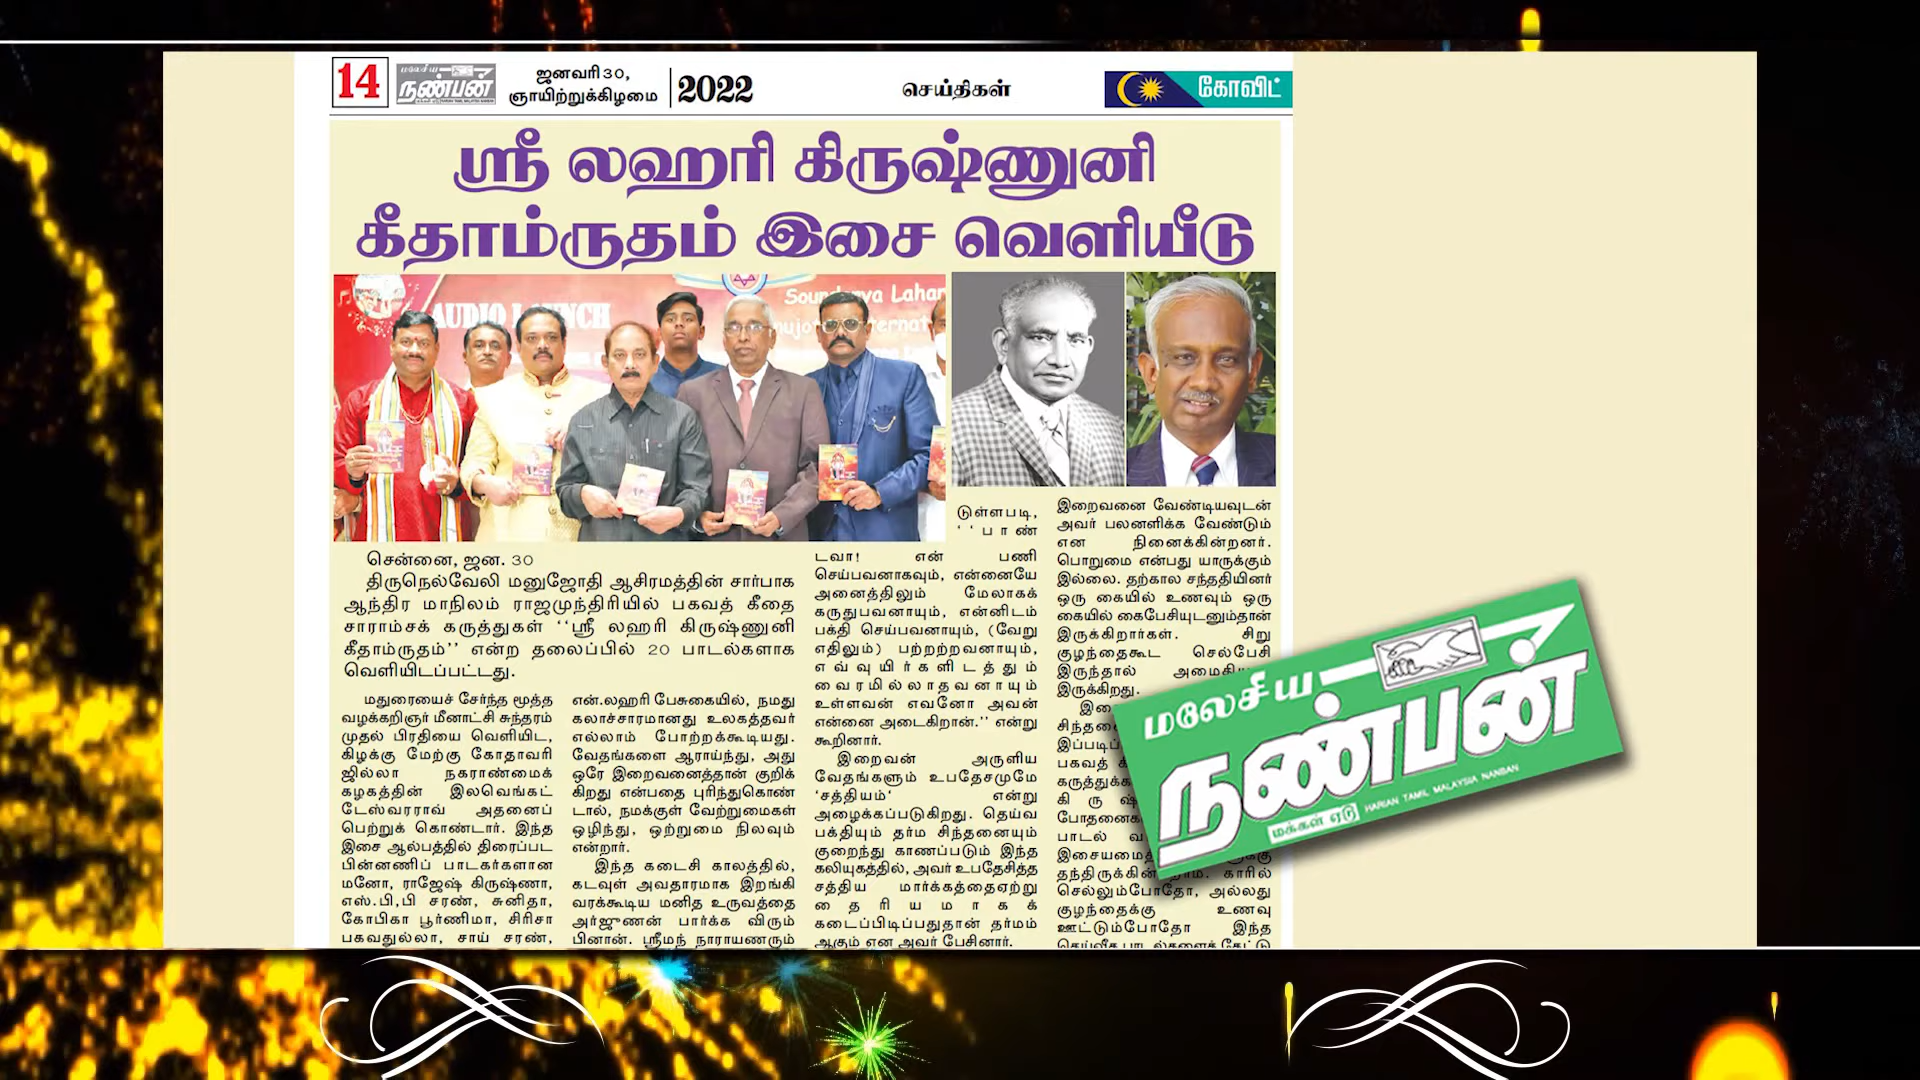 14
மலேசிய
நண்பன்
ஜனவரி 30,
ஞாயிற்றுக்கிழமை
2022
செய்திகள்
கோவிட்
ஸ்ரீ லஹரி கிருஷ்ணுனி
கீதாம்ருதம் இசை வெளியீடு
AUDIO LAUNCH
சென்னை, ஜன. 30
திருநெல்வேலி மனுஜோதி ஆசிரமத்தின் சார்பாக
ஆந்திர மாநிலம் ராஜமுந்திரியில் பகவத் கீதை
சாராம்சக் கருத்துகள் ‘‘ஸ்ரீ லஹரி கிருஷ்ணுனி
கீதாம்ருதம்’’ என்ற தலைப்பில் 20 பாடல்களாக
வெளியிடப்பட்டது.
மதுரையைச் சேர்ந்த மூத்த
வழக்கறிஞர் மீனாட்சி சுந்தரம்
முதல் பிரதியை வெளியிட,
கிழக்கு மேற்கு கோதாவரி
ஜில்லா நகராண்மைக்
கழகத்தின் இலவெங்கட்
டேஸ்வரராவ் அதனைப்
பெற்றுக் கொண்டார். இந்த
இசை ஆல்பத்தில் திரைப்பட
பின்னணிப் பாடகர்களான
மனோ, ராஜேஷ் கிருஷ்ணா,
எஸ்.பி,பி சரண், சுனிதா,
கோபிகா பூர்ணிமா, சிரிசா
பகவதுல்லா, சாய் சரண்,
என்.லஹரி பேசுகையில், நமது
கலாச்சாரமானது உலகத்தவர்
எல்லாம் போற்றக்கூடியது.
வேதங்களை ஆராய்ந்து, அது
ஒரே இறைவனைத்தான் குறிக்
கிறது என்பதை புரிந்துகொண்
டால், நமக்குள் வேற்றுமைகள்
ஒழிந்து, ஒற்றுமை நிலவும்
என்றார்.
இந்த கடைசி காலத்தில்,
கடவுள் அவதாரமாக இறங்கி
வரக்கூடிய மனித உருவத்தை
அர்ஜுணன் பார்க்க விரும்
பினான். ஸ்ரீமந் நாராயணரும்
டுள்ளபடி,
‘‘பாண்
டவா! என் பணி
செய்பவனாகவும், என்னையே
அனைத்திலும் மேலாகக்
கருதுபவனாயும், என்னிடம்
பக்தி செய்பவனாயும், (வேறு
எதிலும்) பற்றற்றவனாயும்,
எவ்வுயிர்களிடத்தும்
வைரமில்லாதவனாயும்
உள்ளவன் எவனோ அவன்
என்னை அடைகிறான்.’’ என்று
கூறினார்.
இறைவன் அருளிய
வேதங்களும் உபதேசமுமே
‘சத்தியம்‘ என்று
அழைக்கப்படுகிறது. தெய்வ
பக்தியும் தர்ம சிந்தனையும்
குறைந்து காணப்படும் இந்த
கலியுகத்தில், அவர் உபதேசித்த
சத்திய மார்க்கத்தைஏற்று
தைரியமாகக்
கடைப்பிடிப்பதுதான் தர்மம்
ஆகும் என அவர் பேசினார்.
இறைவனை வேண்டியவுடன்
அவர் பலனளிக்க வேண்டும்
என நினைக்கின்றனர்.
பொறுமை என்பது யாருக்கும்
இல்லை. தற்கால சந்ததியினர்
ஒரு கையில் உணவும் ஒரு
கையில் கைபேசியுடனும்தான்
இருக்கிறார்கள். சிறு
குழந்தைகூட செல்பேசி
இருந்தால்
இருக்கிறது.
பகவத்
பாடல்
காரில்
செல்லும்போதோ, அல்லது
குழந்தைக்கு உணவு
ஊட்டும்போதோ இந்த
மலேசிய
நண்பன்
மக்கள் ஏடு HARIAN TAMIL MALAYSIA NANBAN